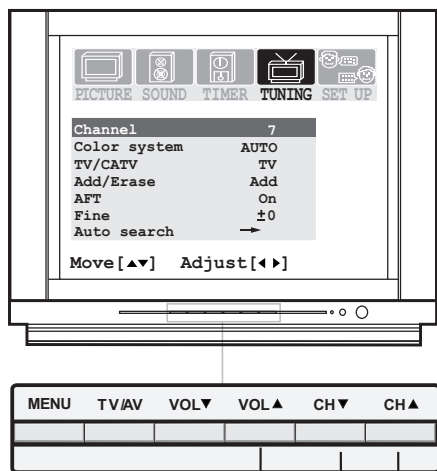 PICTURE SOUND TIMER TUNING SET UP
Channel 7
Color system AUTO
TV/CATV TV
Add/Erase Add
AFT On
Fine ±0
Auto search →
Move[▲▼] Adjust[◀ ▶]
MENU TV/AV VOL▼ VOL▲ CH▼ CH▲